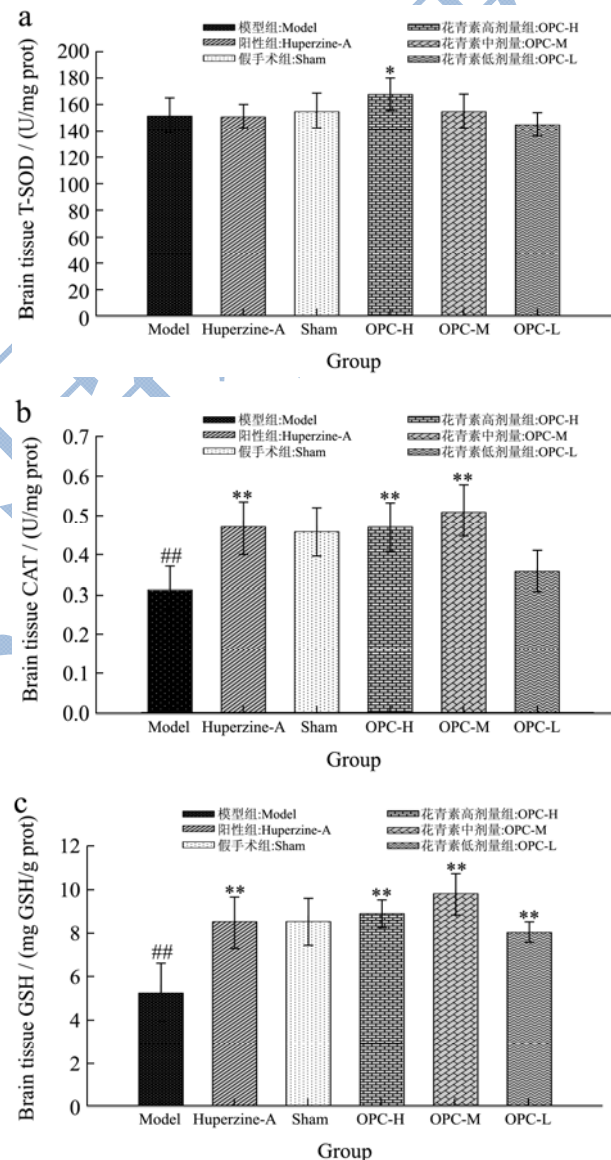 a
模型组:Model 花青素高剂量组:OPC-H
阳性组:Huperzine-A 花青素中剂量组:OPC-M
假手术组:Sham 花青素低剂量组:OPC-L
Brain tissue T-SOD / (U/mg prot)
200
180
160
140
120
100
80
60
40
20
0
*
Model Huperzine-A Sham OPC-H OPC-M OPC-L
Group
b
模型组:Model 花青素高剂量组:OPC-H
阳性组:Huperzine-A 花青素中剂量:OPC-M
假手术组:Sham 花青素低剂量组:OPC-L
Brain tissue CAT / (U/mg prot)
0.7
0.6
0.5
0.4
0.3
0.2
0.1
0.0
## ** ** **
Model Huperzine-A Sham OPC-H OPC-M OPC-L
Group
c
模型组:Model 花青素高剂量组:OPC-H
阳性组:Huperzine-A 花青素中剂量:OPC-M
假手术组:Sham 花青素低剂量组:OPC-L
Brain tissue GSH / (mg GSH/g prot)
12
10
8
6
4
2
0
## ** ** ** **
Model Huperzine-A Sham OPC-H OPC-M OPC-L
Group